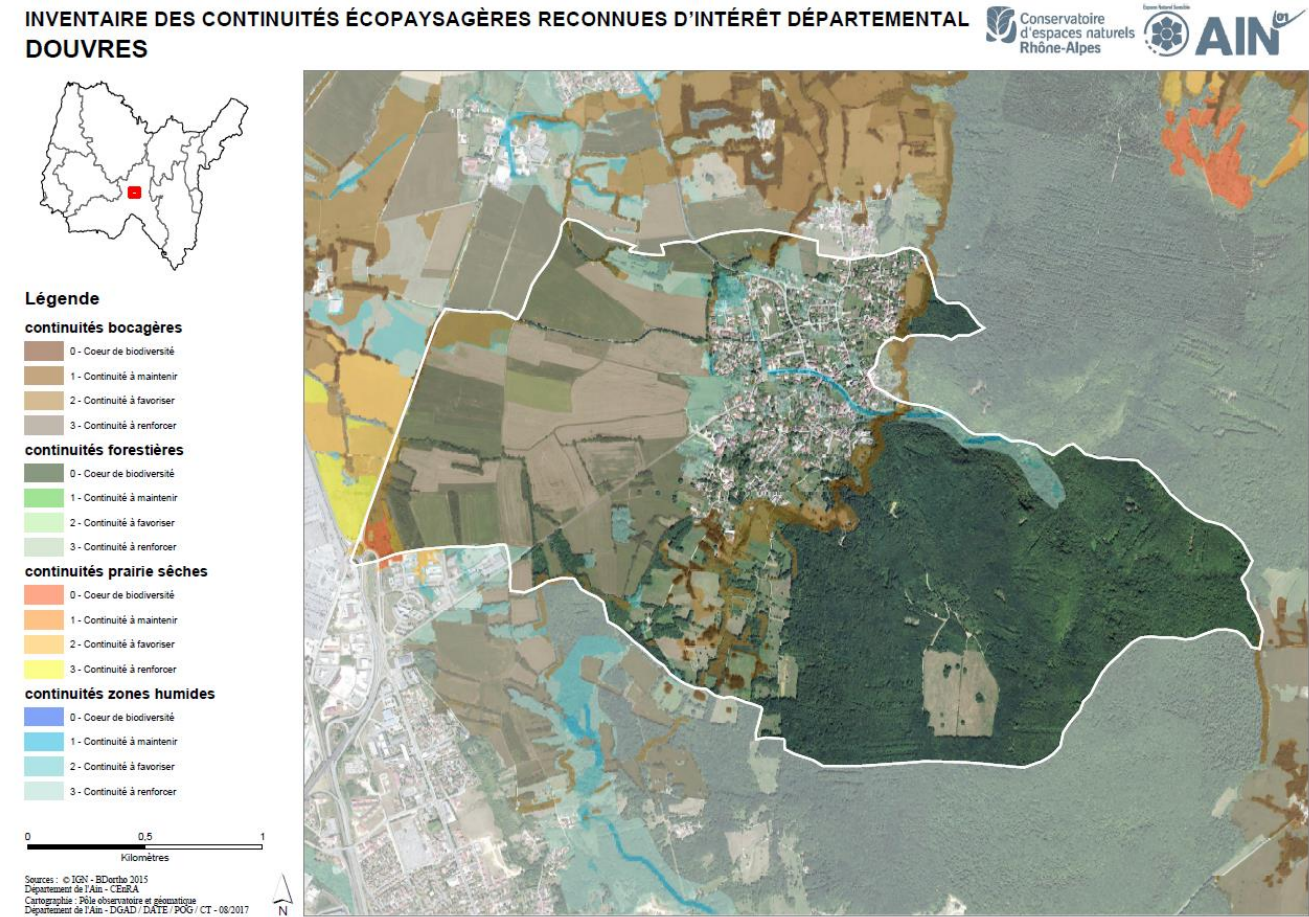 INVENTAIRE DES CONTINUITÉS ÉCOPAYSAGÈRES RECONNUES D'INTÉRÊT DÉPARTEMENTAL
DOUVRES
Conservatoire
d'espaces naturels
Rhône-Alpes
Espace Naturel Sensible
AIN
01
Légende
continuités bocagères
0 - Coeur de biodiversité
1 - Continuité à maintenir
2 - Continuité à favoriser
3 - Continuité à renforcer
continuités forestières
0 - Coeur de biodiversité
1 - Continuité à maintenir
2 - Continuité à favoriser
3 - Continuité à renforcer
continuités prairie sêches
0 - Coeur de biodiversité
1 - Continuité à maintenir
2 - Continuité à favoriser
3 - Continuité à renforcer
continuités zones humides
0 - Coeur de biodiversité
1 - Continuité à maintenir
2 - Continuité à favoriser
3 - Continuité à renforcer
0 0,5 1
Kilomètres
Sources : © IGN - BDortho 2015
Département de l'Ain - CEnRA
Cartographie : Pôle observatoire et géomatique
Département de l'Ain - DGAD / DATE / POG / CT - 08/2017
N